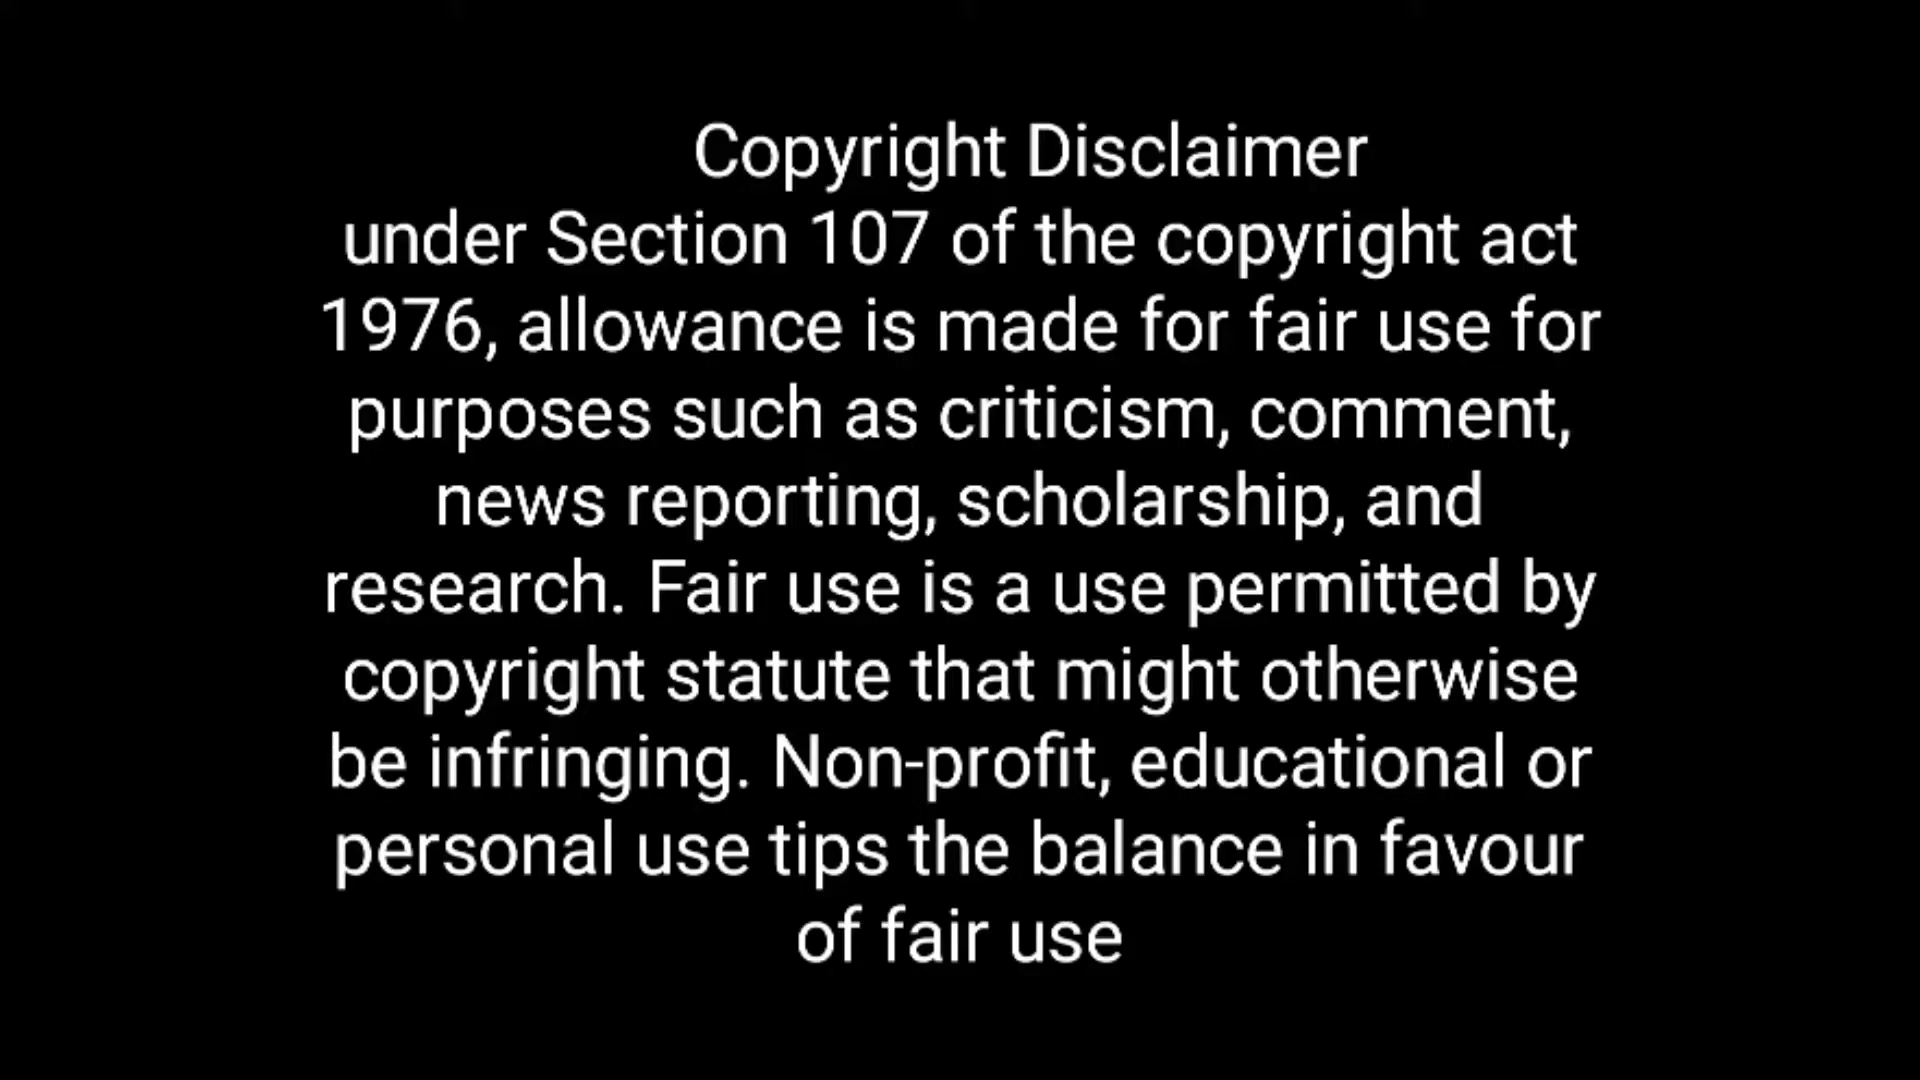 Copyright Disclaimer
under Section 107 of the copyright act
1976, allowance is made for fair use for
purposes such as criticism, comment,
news reporting, scholarship, and
research. Fair use is a use permitted by
copyright statute that might otherwise
be infringing. Non-profit, educational or
personal use tips the balance in favour
of fair use